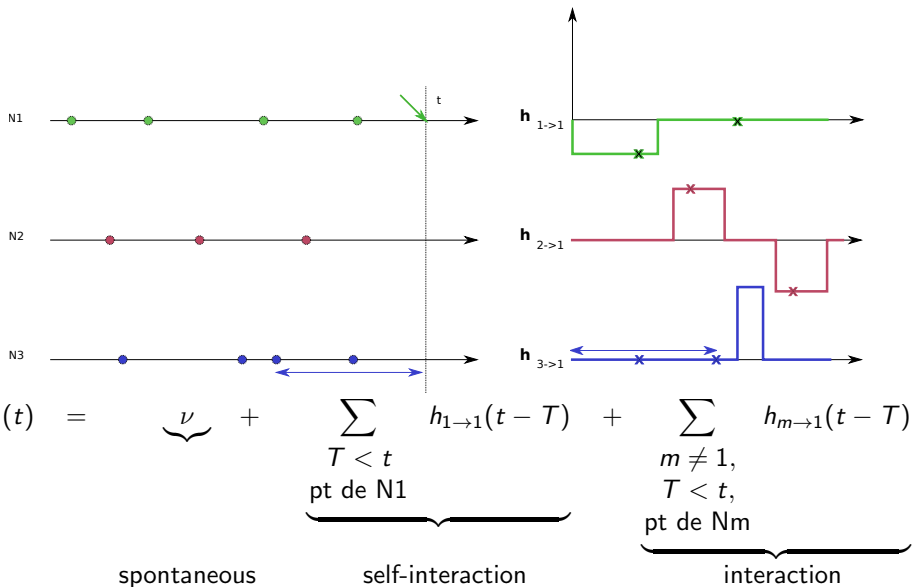 t
N1
h 1->1
x
x
x
N2
h 2->1
x
N3
h 3->1
x x
(t) = ν + ∑ h1→1(t − T) + ∑ hm→1(t − T)
T < t
pt de N1
m ≠ 1,
T < t,
pt de Nm
spontaneous self-interaction interaction